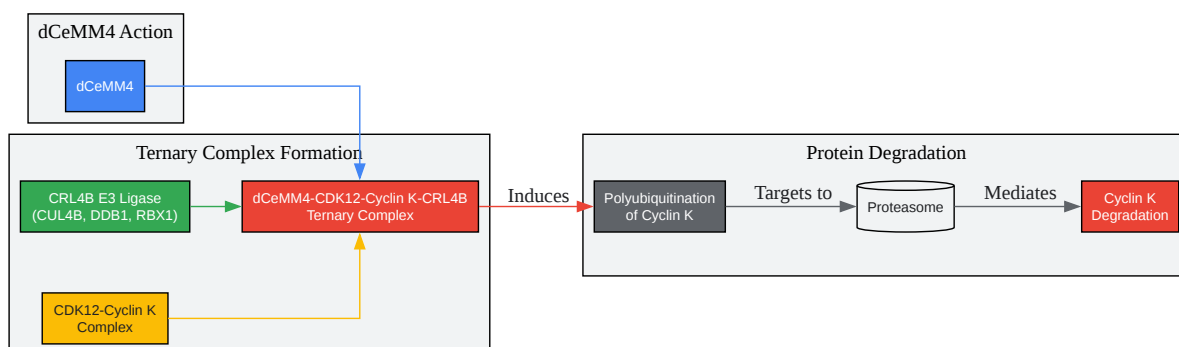 dCeMM4 Action
dCeMM4
Ternary Complex Formation
CRL4B E3 Ligase
(CUL4B, DDB1, RBX1)
dCeMM4-CDK12-Cyclin K-CRL4B
Ternary Complex
CDK12-Cyclin K
Complex
Induces
Protein Degradation
Polyubiquitination
of Cyclin K
Targets to
Proteasome
Mediates
Cyclin K
Degradation